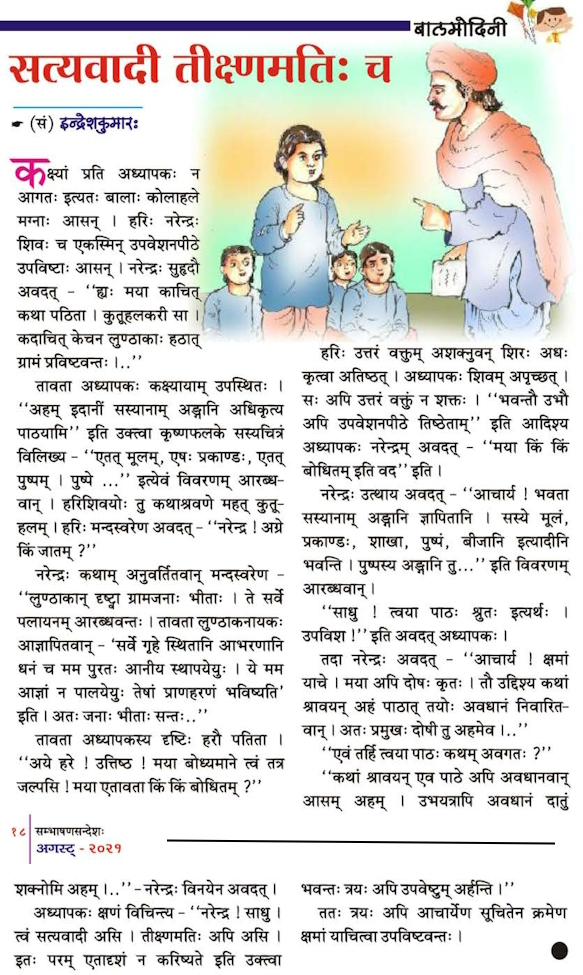 बालमोदिनी
सत्यवादी तीक्ष्णमतिः च
☛ (सं) इन्द्रेशकुमारः
कक्ष्यां प्रति अध्यापकः न
आगतः इत्यतः बालाः कोलाहले
मग्नाः आसन् । हरिः नरेन्द्रः
शिवः च एकस्मिन् उपवेशनपीठे
उपविष्टाः आसन् । नरेन्द्रः सुहृदौ
अवदत् - ‘‘ह्यः मया काचित्
कथा पठिता । कुतूहलकरी सा ।
कदाचित् केचन लुण्ठाकाः हठात्
ग्रामं प्रविष्टवन्तः ।..’’
तावता अध्यापकः कक्ष्यायाम् उपस्थितः ।
‘‘अहम् इदानीं सस्यानाम् अङ्गानि अधिकृत्य
पाठयामि’’ इति उक्त्वा कृष्णफलके सस्यचित्रं
विलिख्य - ‘‘एतत् मूलम्, एषः प्रकाण्डः, एतत्
पुष्पम् । पुष्पे ...’’ इत्येवं विवरणम् आरब्ध-
वान् । हरिशिवयोः तु कथाश्रवणे महत् कुतू-
हलम् । हरिः मन्दस्वरेण अवदत् - ‘‘नरेन्द्र ! अग्रे
किं जातम् ?’’
नरेन्द्रः कथाम् अनुवर्तितवान् मन्दस्वरेण -
‘‘लुण्ठाकान् दृष्ट्वा ग्रामजनाः भीताः । ते सर्वे
पलायनम् आरब्धवन्तः । तावता लुण्ठाकनायकः
आज्ञापितवान् - ‘सर्वे गृहे स्थितानि आभरणानि
धनं च मम पुरतः आनीय स्थापयेयुः । ये मम
आज्ञां न पालयेयुः तेषां प्राणहरणं भविष्यति’
इति । अतः जनाः भीताः सन्तः..’’
तावता अध्यापकस्य दृष्टिः हरौ पतिता ।
‘‘अये हरे ! उत्तिष्ठ ! मया बोध्यमाने त्वं तत्र
जल्पसि ! मया एतावता किं किं बोधितम् ?’’
हरिः उत्तरं वक्तुम् अशक्नुवन् शिरः अधः
कृत्वा अतिष्ठत् । अध्यापकः शिवम् अपृच्छत् ।
सः अपि उत्तरं वक्तुं न शक्तः । ‘‘भवन्तौ उभौ
अपि उपवेशनपीठे तिष्ठेताम्’’ इति आदिश्य
अध्यापकः नरेन्द्रम् अवदत् - ‘‘मया किं किं
बोधितम् इति वद’’ इति ।
नरेन्द्रः उत्थाय अवदत् - ‘‘आचार्य ! भवता
सस्यानाम् अङ्गानि ज्ञापितानि । सस्ये मूलं,
प्रकाण्डः, शाखा, पुष्पं, बीजानि इत्यादीनि
भवन्ति । पुष्पस्य अङ्गानि तु...’’ इति विवरणम्
आरब्धवान् ।
‘‘साधु ! त्वया पाठः श्रुतः इत्यर्थः ।
उपविश !’’ इति अवदत् अध्यापकः ।
तदा नरेन्द्रः अवदत् - ‘‘आचार्य ! क्षमां
याचे । मया अपि दोषः कृतः । तौ उद्दिश्य कथां
श्रावयन् अहं पाठात् तयोः अवधानं निवारित-
वान् । अतः प्रमुखः दोषी तु अहमेव ।..’’
‘‘एवं तर्हि त्वया पाठः कथम् अवगतः ?’’
‘‘कथां श्रावयन् एव पाठे अपि अवधानवान्
आसम् अहम् । उभयत्रापि अवधानं दातुं
१८ सम्भाषणसन्देशः
अगस्ट् - २०२१
शक्नोमि अहम् ।..’’ - नरेन्द्रः विनयेन अवदत् ।
अध्यापकः क्षणं विचिन्त्य - ‘‘नरेन्द्र ! साधु ।
त्वं सत्यवादी असि । तीक्ष्णमतिः अपि असि ।
इतः परम् एतादृशं न करिष्यते इति उक्त्वा
भवन्तः त्रयः अपि उपवेष्टुम् अर्हन्ति ।’’
ततः त्रयः अपि आचार्येण सूचितेन क्रमेण
क्षमां याचित्वा उपविष्टवन्तः ।